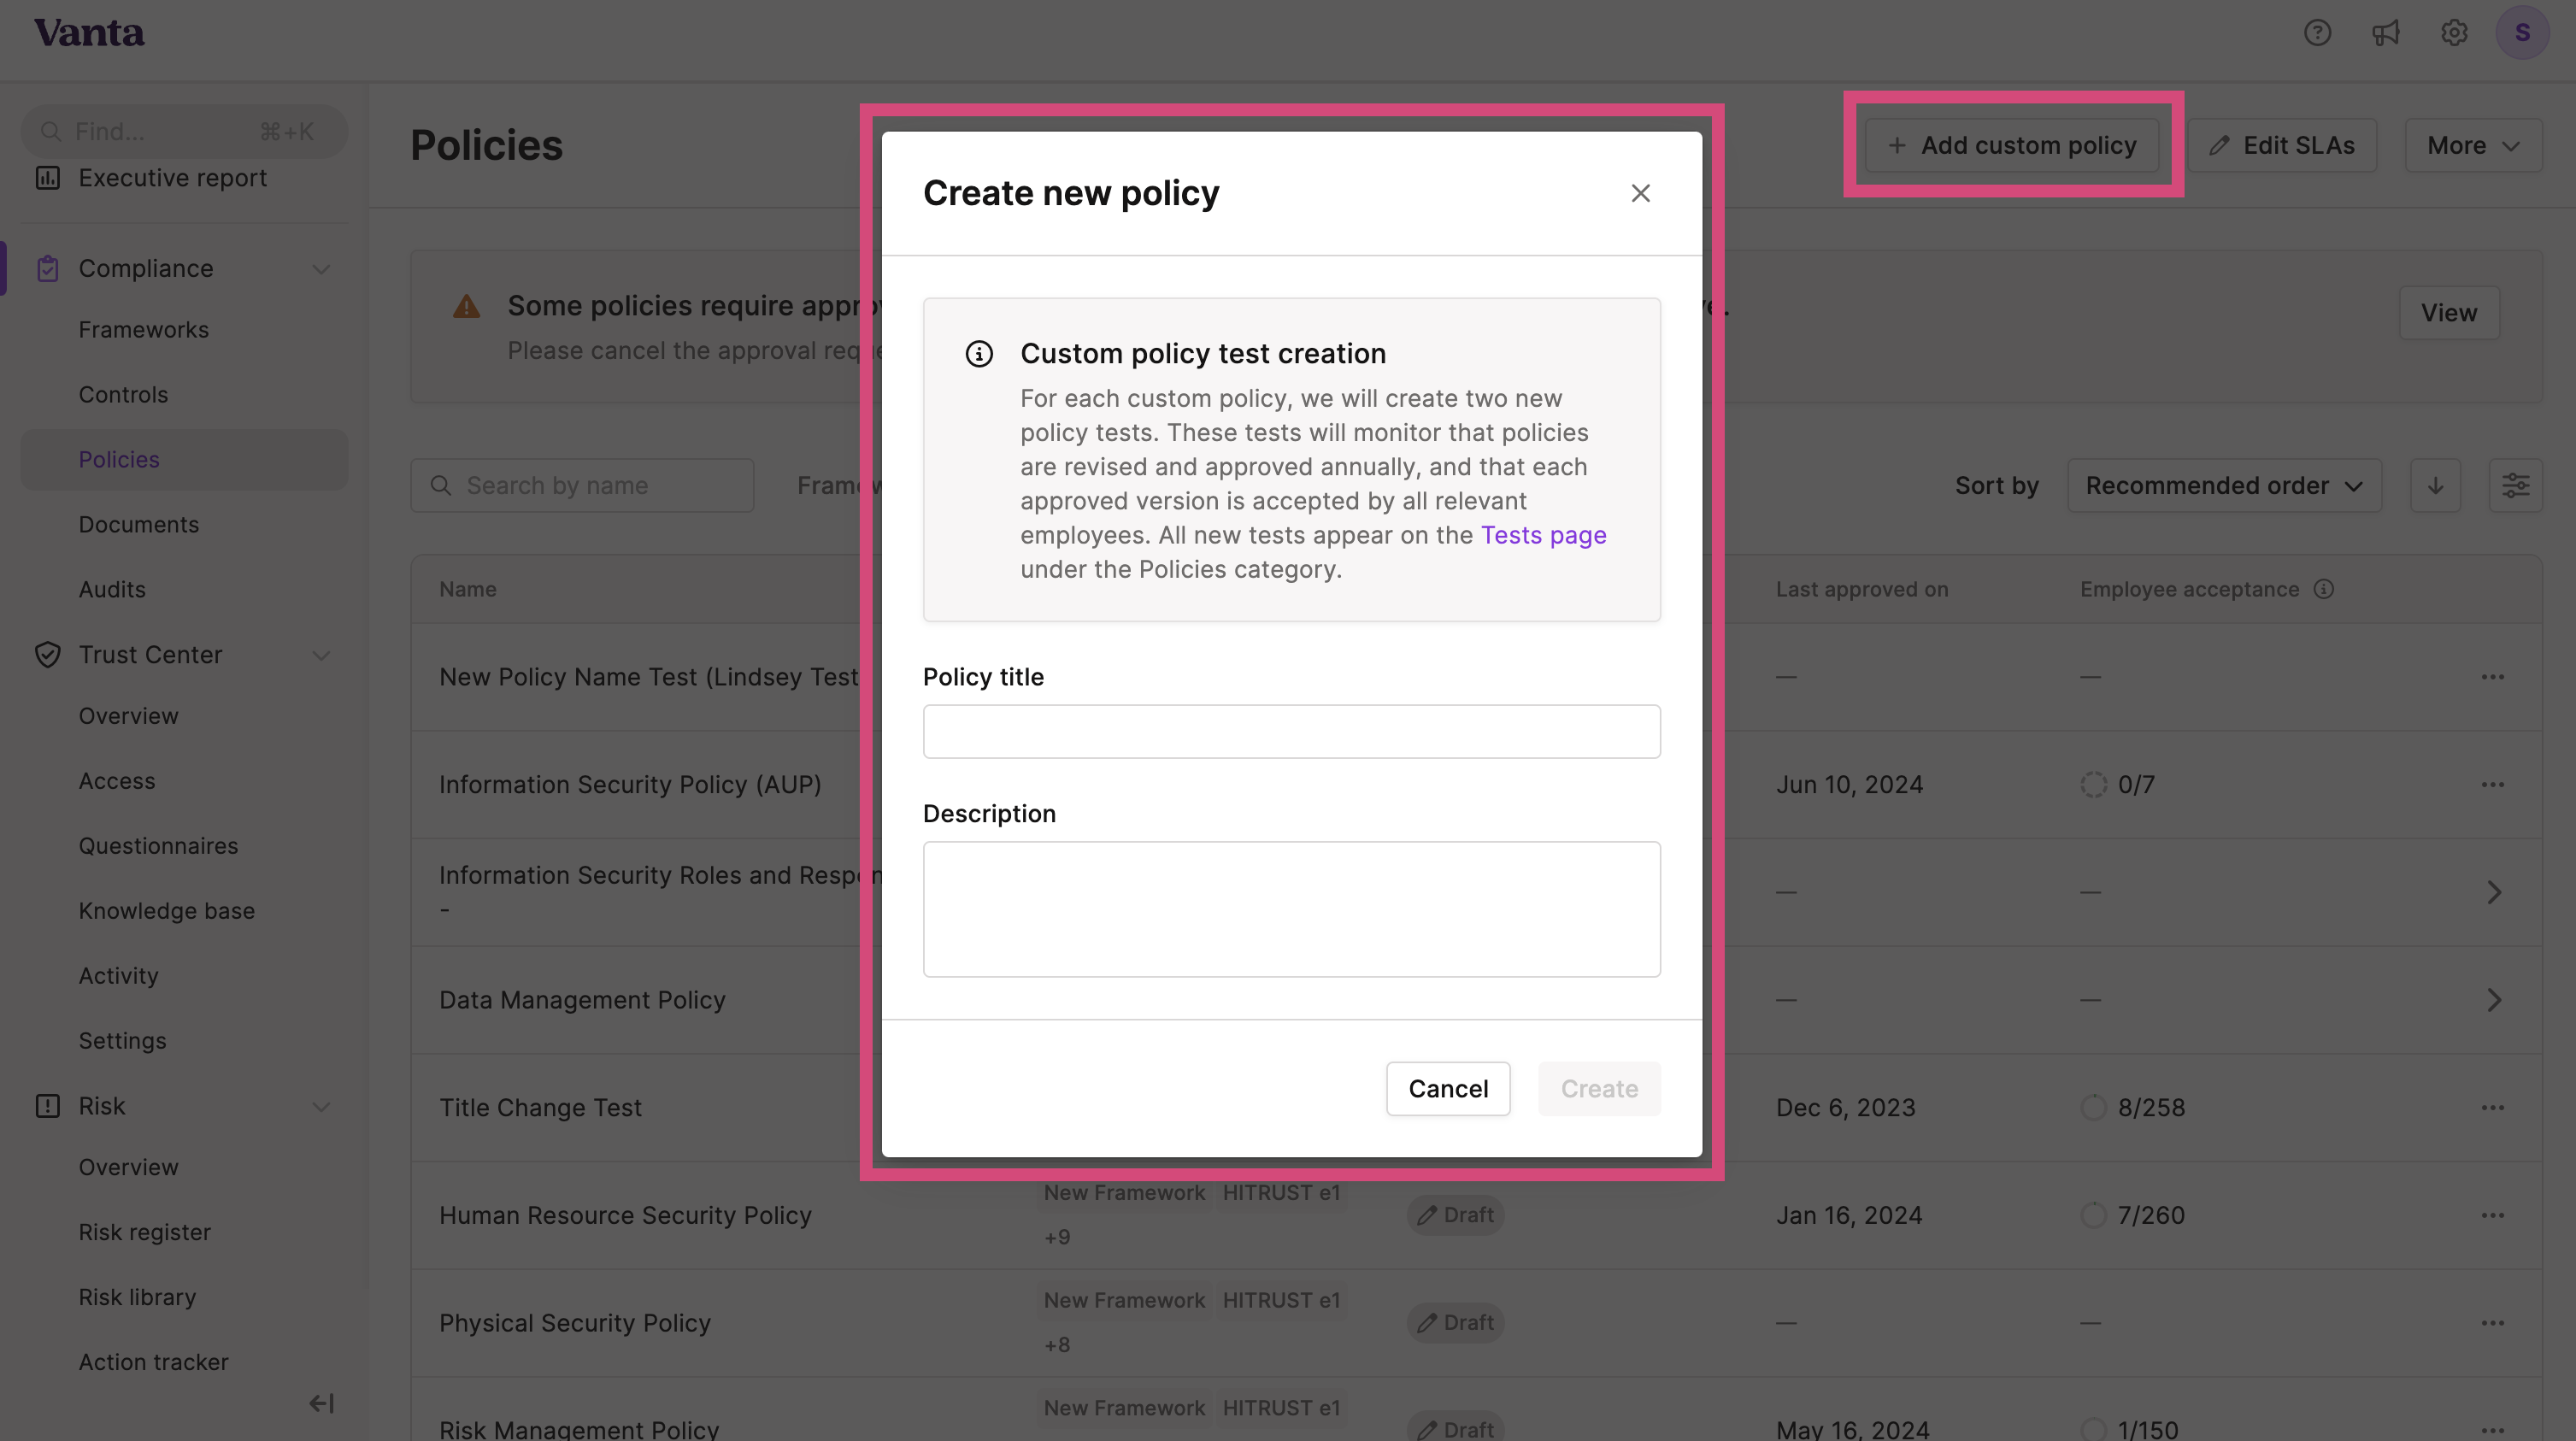 Vanta
S
Find...
⌘+K
Executive report
Compliance
Frameworks
Controls
Policies
Documents
Audits
Trust Center
Overview
Access
Questionnaires
Knowledge base
Activity
Settings
Risk
Overview
Risk register
Risk library
Action tracker
Policies
+ Add custom policy
Edit SLAs
More
Some policies require
Please cancel the approval
View
Search by name
Sort by
Recommended order
Name
Last approved on
Employee acceptance
New Policy Name Test (Lindsey Test
— —
Information Security Policy (AUP)
Jun 10, 2024
0/7
Information Security Roles and
-
— —
Data Management Policy
— —
Title Change Test
Dec 6, 2023
8/258
Human Resource Security Policy
New Framework HITRUST e1
+9
Draft
Jan 16, 2024
7/260
Physical Security Policy
New Framework HITRUST e1
+8
Draft
— —
Risk Management Policy
New Framework HITRUST e1
Draft
May 16, 2024
1/150
Create new policy
Custom policy test creation
For each custom policy, we will create two new
policy tests. These tests will monitor that policies
are revised and approved annually, and that each
approved version is accepted by all relevant
employees. All new tests appear on the Tests page
under the Policies category.
Policy title
Description
Cancel
Create